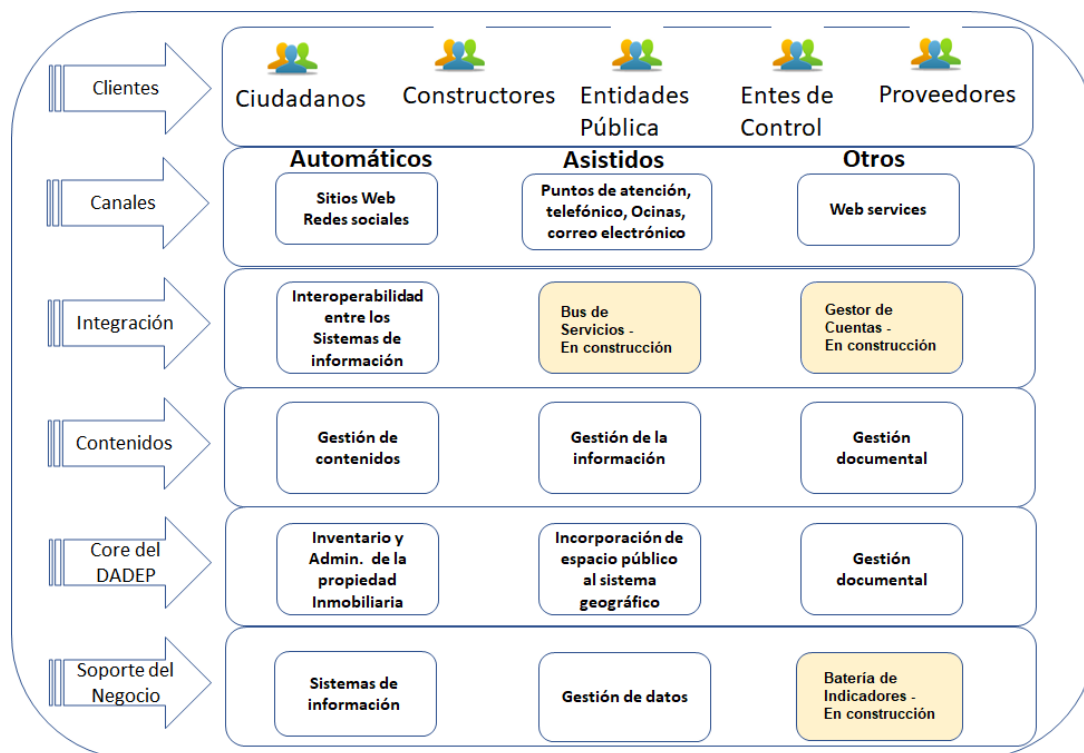 Clientes
Ciudadanos
Constructores
Entidades
Pública
Entes de
Control
Proveedores
Canales
Automáticos
Asistidos
Otros
Sitios Web
Redes sociales
Puntos de atención,
telefónico, Ocinas,
correo electrónico
Web services
Integración
Interoperabilidad
entre los
Sistemas de
información
Bus de
Servicios -
En construcción
Gestor de
Cuentas -
En construcción
Contenidos
Gestión de
contenidos
Gestión de la
información
Gestión
documental
Core del
DADEP
Inventario y
Admin. de la
propiedad
Inmobiliaria
Incorporación de
espacio público
al sistema
geográfico
Gestión
documental
Soporte del
Negocio
Sistemas de
información
Gestión de datos
Batería de
Indicadores -
En construcción